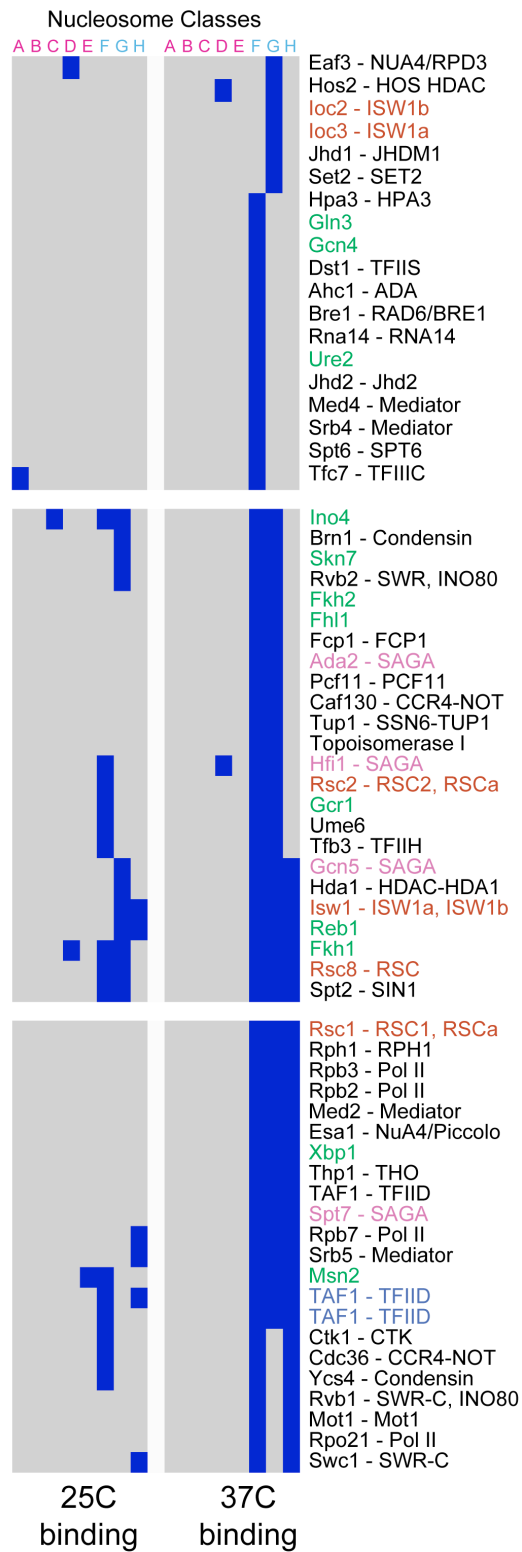 Nucleosome Classes
A B C D E F G H A B C D E F G H
Eaf3 - NUA4/RPD3
Hos2 - HOS HDAC
Ioc2 - ISW1b
Ioc3 - ISW1a
Jhd1 - JHDM1
Set2 - SET2
Hpa3 - HPA3
Gln3
Gcn4
Dst1 - TFIIS
Ahc1 - ADA
Bre1 - RAD6/BRE1
Rna14 - RNA14
Ure2
Jhd2 - Jhd2
Med4 - Mediator
Srb4 - Mediator
Spt6 - SPT6
Tfc7 - TFIIIC
Ino4
Brn1 - Condensin
Skn7
Rvb2 - SWR, INO80
Fkh2
Fhl1
Fcp1 - FCP1
Ada2 - SAGA
Pcf11 - PCF11
Caf130 - CCR4-NOT
Tup1 - SSN6-TUP1
Topoisomerase I
Hfi1 - SAGA
Rsc2 - RSC2, RSCa
Gcr1
Ume6
Tfb3 - TFIIH
Gcn5 - SAGA
Hda1 - HDAC-HDA1
Isw1 - ISW1a, ISW1b
Reb1
Fkh1
Rsc8 - RSC
Spt2 - SIN1
Rsc1 - RSC1, RSCa
Rph1 - RPH1
Rpb3 - Pol II
Rpb2 - Pol II
Med2 - Mediator
Esa1 - NuA4/Piccolo
Xbp1
Thp1 - THO
TAF1 - TFIID
Spt7 - SAGA
Rpb7 - Pol II
Srb5 - Mediator
Msn2
TAF1 - TFIID
TAF1 - TFIID
Ctk1 - CTK
Cdc36 - CCR4-NOT
Ycs4 - Condensin
Rvb1 - SWR-C, INO80
Mot1 - Mot1
Rpo21 - Pol II
Swc1 - SWR-C
25C 37C
binding binding